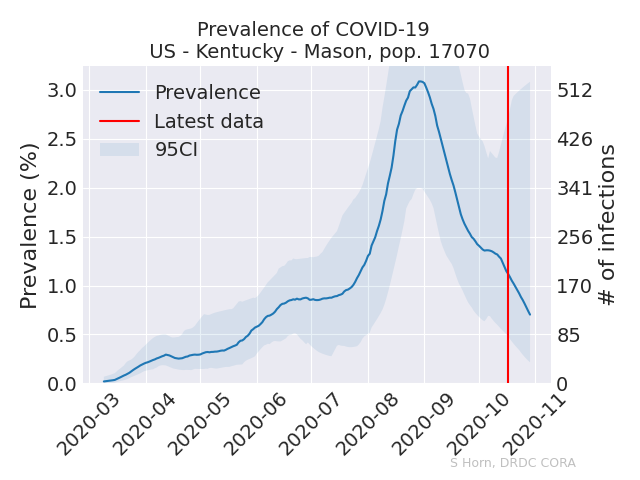 Prevalence of COVID-19
US - Kentucky - Mason, pop. 17070
Prevalence
Latest data
95CI
Prevalence (%)
3.0
2.5
2.0
1.5
1.0
0.5
0.0
512
426
341
256
170
85
0
# of infections
2020-03
2020-04
2020-05
2020-06
2020-07
2020-08
2020-09
2020-10
2020-11
S Horn, DRDC CORA